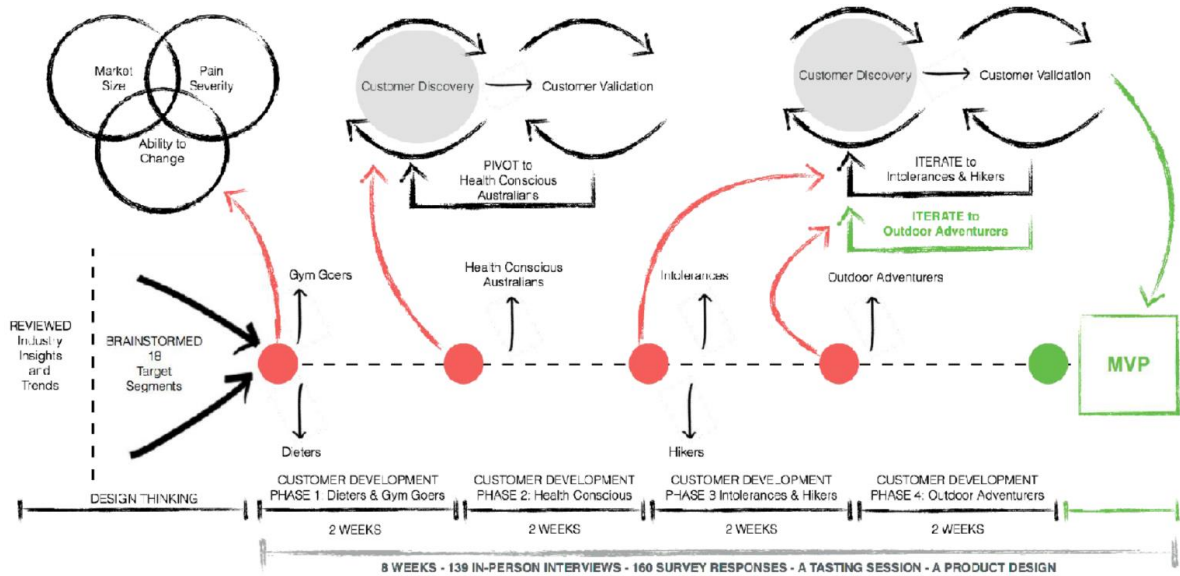 Market
Size
Pain
Severity
Ability to
Change
Customer Discovery
Customer Validation
PIVOT to
Health Conscious
Australians
Customer Discovery
Customer Validation
ITERATE to
Intolerances & Hikers
ITERATE to
Outdoor Adventurers
REVIEWED
Industry
Insights
and
Trends
BRAINSTORMED
18
Target
Segments
Gym Goers
Dieters
Health Conscious
Australians
Intolerances
Hikers
Outdoor Adventurers
MVP
DESIGN THINKING
CUSTOMER DEVELOPMENT
PHASE 1: Dieters & Gym Goers
2 WEEKS
CUSTOMER DEVELOPMENT
PHASE 2: Health Conscious
2 WEEKS
CUSTOMER DEVELOPMENT
PHASE 3 Intolerances & Hikers
2 WEEKS
CUSTOMER DEVELOPMENT
PHASE 4: Outdoor Adventurers
2 WEEKS
8 WEEKS - 139 IN-PERSON INTERVIEWS - 160 SURVEY RESPONSES - A TASTING SESSION - A PRODUCT DESIGN